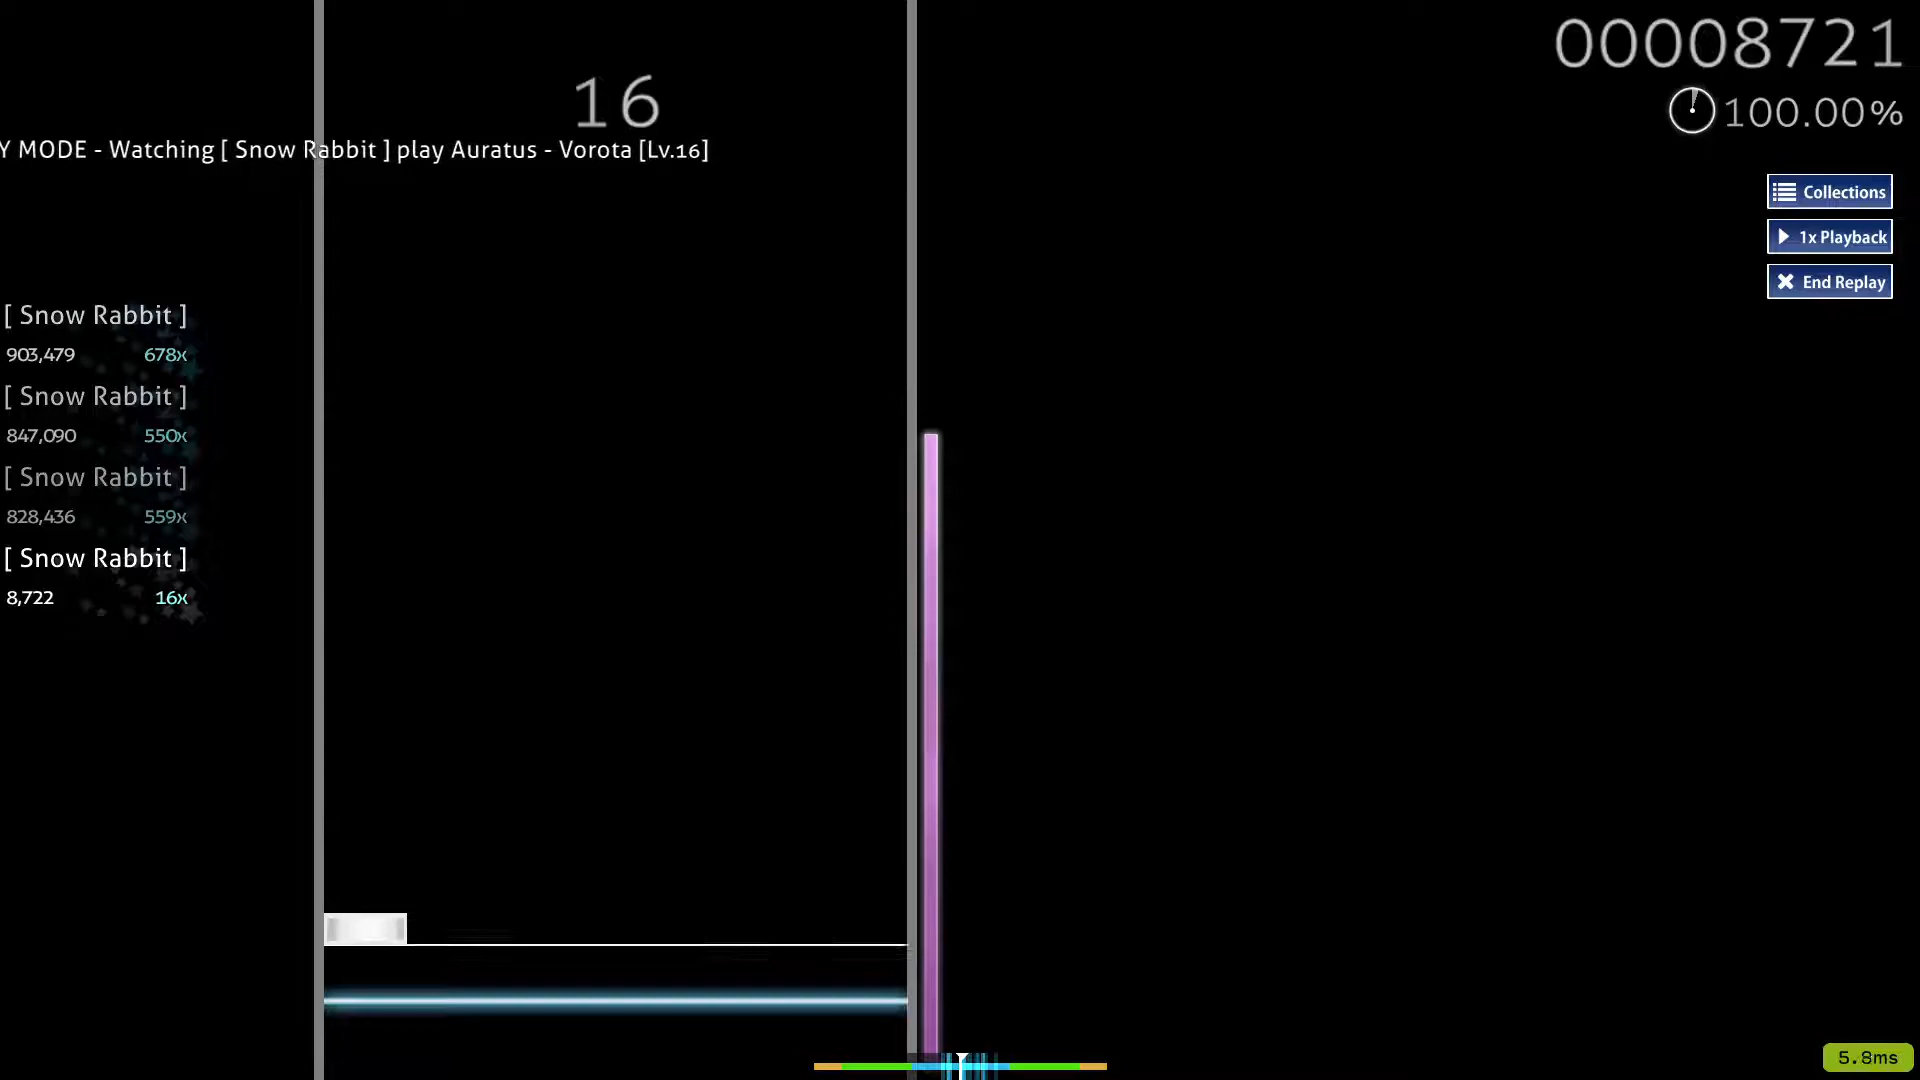 00008721
16
100.00%
Y MODE - Watching [ Snow Rabbit ] play Auratus - Vorota [Lv.16]
Collections
1x Playback
End Replay
[ Snow Rabbit ]
903,479 678x
[ Snow Rabbit ]
847,090 550x
[ Snow Rabbit ]
828,436 559x
[ Snow Rabbit ]
8,722 16x
5.8ms